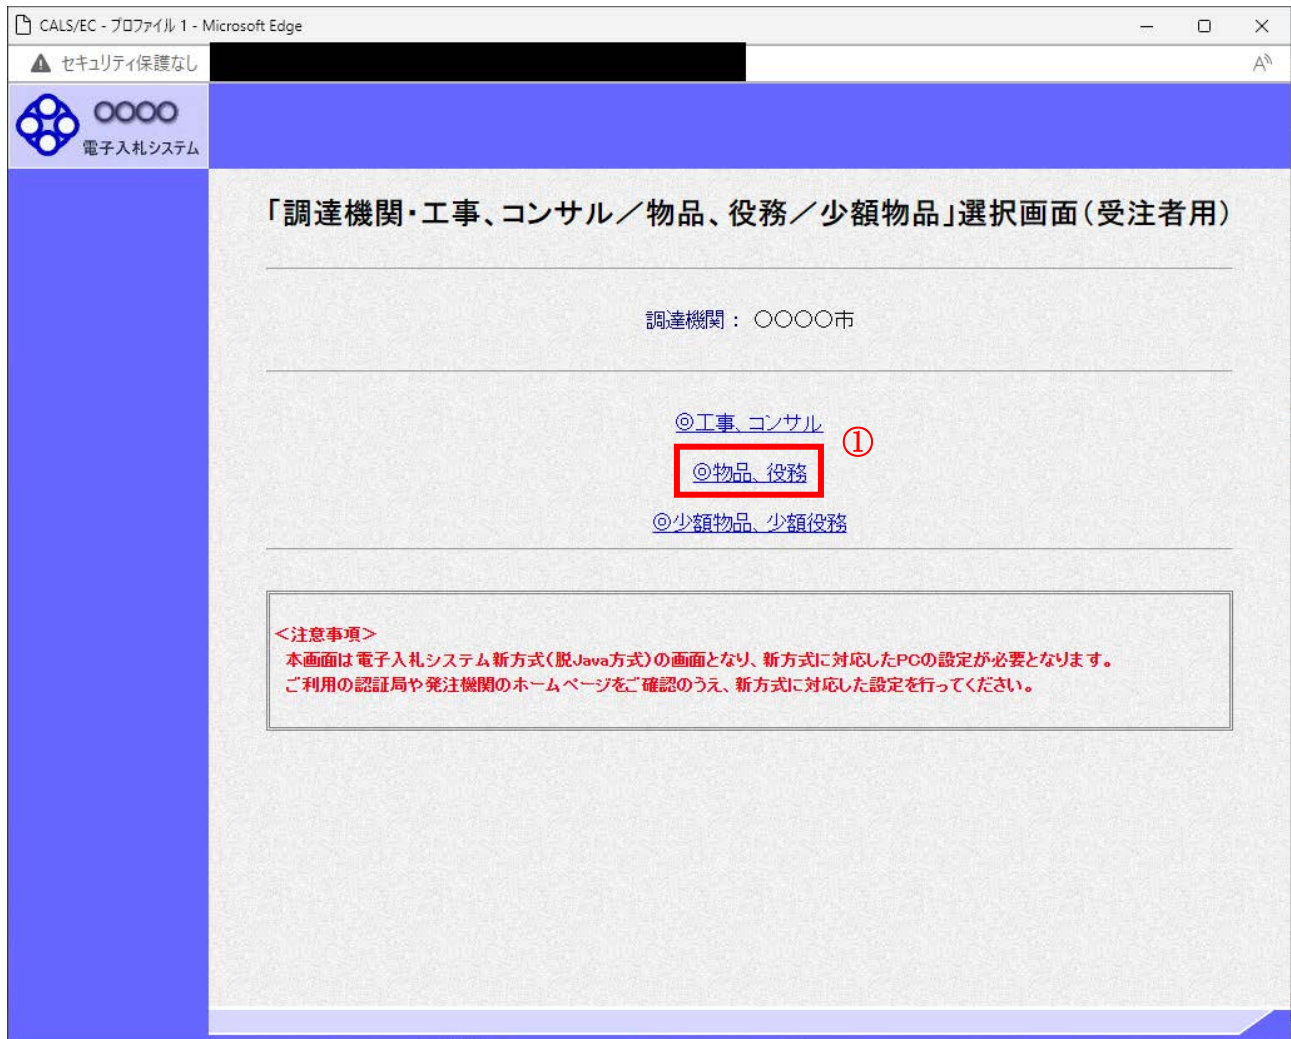 CALS/EC - プロファイル 1 - Microsoft Edge
セキュリティ保護なし
A
○○○○
電子入札システム
「調達機関・工事、コンサル／物品、役務／少額物品」選択画面（受注者用）
調達機関： ○○○○市
◎工事、コンサル
①
◎物品、役務
◎少額物品、少額役務
＜注意事項＞
本画面は電子入札システム新方式（脱Java方式）の画面となり、新方式に対応したPCの設定が必要となります。
ご利用の認証局や発注機関のホームページをご確認のうえ、新方式に対応した設定を行ってください。